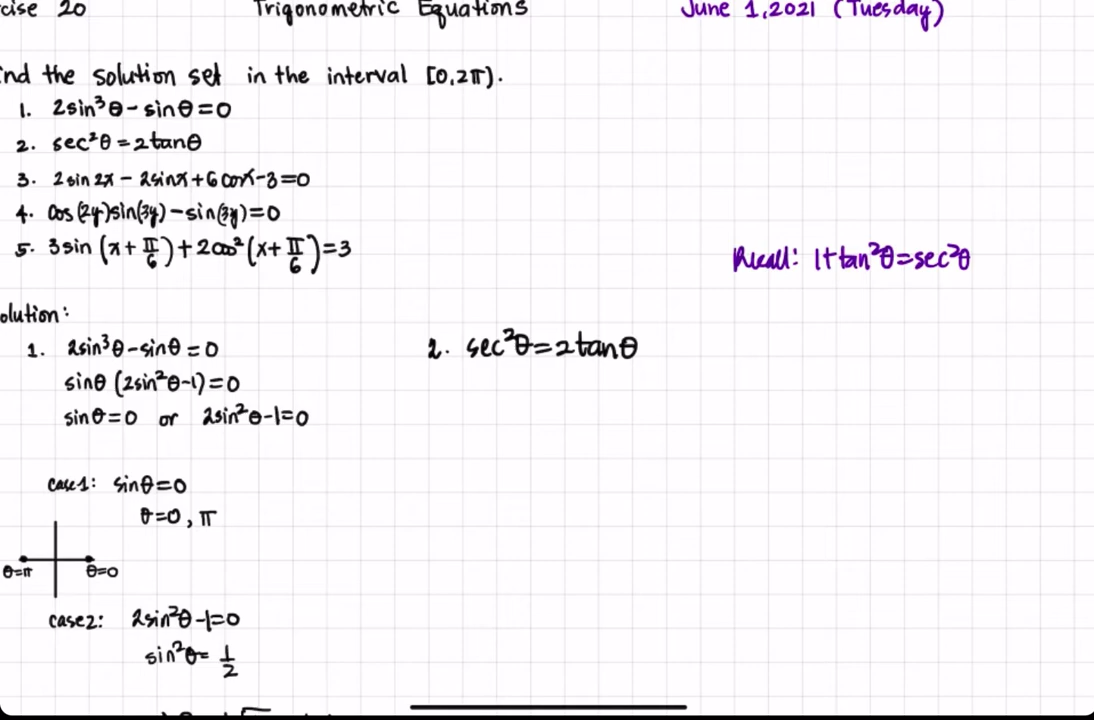 cise 20 Trigonometric Equations June 1, 2021 (Tuesday)
ind the solution set in the interval [0, 2π).
1. 2sin³θ - sinθ = 0
2. sec²θ = 2tanθ
3. 2sin2x - 2sinx + 6cosx - 3 = 0
4. cos(2y)sin(3y) - sin(3y) = 0
5. 3sin(x + π/6) + 2cos²(x + π/6) = 3
Recall: 1 + tan²θ = sec²θ
olution:
1. 2sin³θ - sinθ = 0
sinθ (2sin²θ - 1) = 0
sinθ = 0 or 2sin²θ - 1 = 0
case1: sinθ = 0
θ = 0, π
θ=π θ=0
case2: 2sin²θ - 1 = 0
sin²θ = 1/2
2. sec²θ = 2tanθ